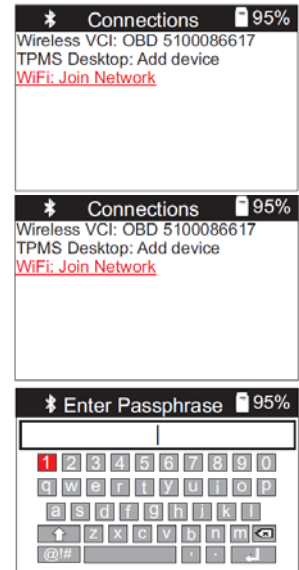 Connections 95%
Wireless VCI: OBD 5100086617
TPMS Desktop: Add device
WiFi: Join Network
Connections 95%
Wireless VCI: OBD 5100086617
TPMS Desktop: Add device
WiFi: Join Network
Enter Passphrase 95%
1 2 3 4 5 6 7 8 9 0
q w e r t y u i o p
a s d f g h j k l
z x c v b n m
@!# , .